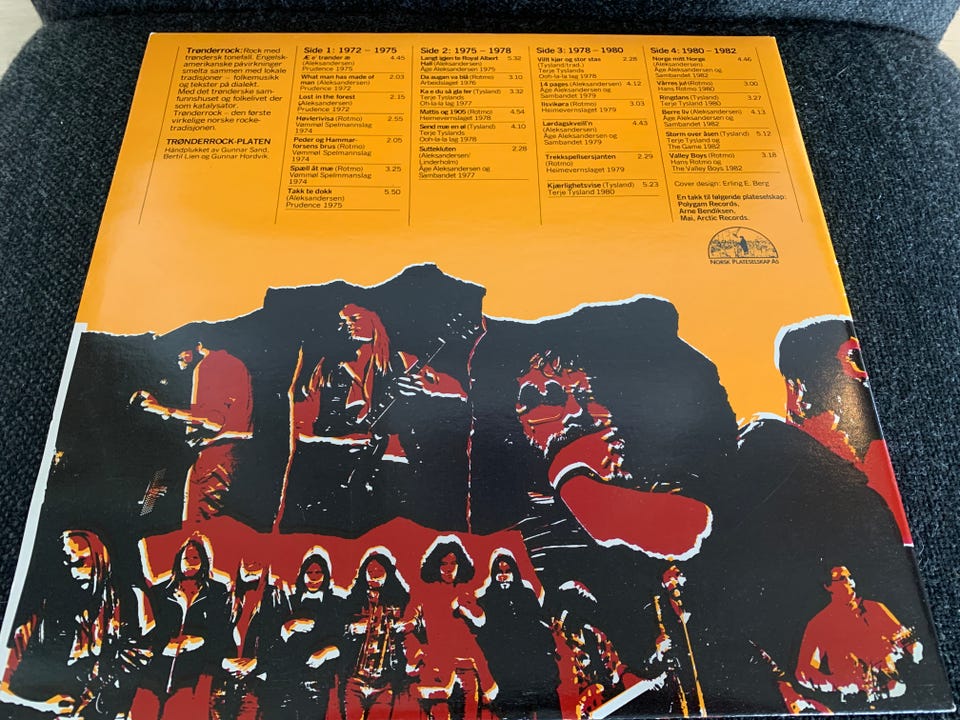 Trønderrock: Rock med
trøndersk tonefall. Engelsk-
amerikanske påvirkninger
smelta sammen med lokale
tradisjoner - folkemusikk
og tekster på dialekt.
Med det trønderske sam-
funnshuset og folkelivet der
som katalysator.
Trønderrock - den første
virkelige norske rocke-
tradisjonen.
TRØNDERROCK-PLATEN
Håndplukket av Gunnar Sand,
Bertil Lien og Gunnar Hordvik.
Side 1: 1972 - 1975
Æ e' trønder æ 4.45
(Aleksandersen)
Prudence 1975
What man has made of 2.03
man (Aleksandersen)
Prudence 1972
Lost in the forest 2.15
(Aleksandersen)
Prudence 1972
Høvlerivisa (Rotmo) 2.55
Vømmøl Spelmannslag
1974
Peder og Hammar- 2.05
forsens brus (Rotmo)
Vømmøl Spelmmanslag
1974
Spæll åt mæ (Rotmo) 3.25
Vømmøl Spelmannslag
1974
Takk te dokk 5.50
(Aleksandersen)
Prudence 1975
Side 2: 1975 - 1978
Langt igjen te Royal Albert 5.32
Hall (Aleksandersen)
Åge Aleksandersen og
Sambandet 1975
Da augan va blå (Rotmo) 3.10
Arbeidslaget 1976
Ka e du så gla fer (Tysland) 3.32
Terje Tyslands
Ooh-la-la lag 1977
Mattis og 1905 (Rotmo) 4.54
Heimevernslaget 1978
Send mæ en øl (Tysland) 4.10
Terje Tyslands
Ooh-la-la lag 1978
Suttekluten 2.28
(Aleksandersen/
Linderholm)
Åge Aleksandersen og
Sambandet 1977
Side 3: 1978 - 1980
Villt kjør og stor stas 2.28
(Tysland/trad.)
Terje Tyslands
Ooh-la-la lag 1978
14 pages (Aleksandersen) 4.12
Åge Aleksandersen og
Sambandet 1979
Iisvikøra (Rotmo) 3.03
Heimevernslaget 1979
Lørdagskveill'n 4.43
(Aleksandersen)
Åge Aleksandersen og
Sambandet 1979
Trekkspellsersjanten 2.29
(Rotmo)
Heimevernslaget 1979
Kjærlighetsvise (Tysland) 5.23
Terje Tysland 1980
Side 4: 1980 - 1982
Norge mitt Norge 4.46
(Aleksandersen)
Åge Aleksandersen og
Sambandet 1982
Vårres jul (Rotmo) 3.00
Hans Rotmo 1980
Ringdans (Tysland) 3.27
Terje Tysland 1980
Berre liv (Aleksandersen) 4.13
Åge Aleksandersen og
Sambandet 1982
Storm over åsen (Tysland) 5.12
Terje Tysland og
The Game 1982
Valley Boys (Rotmo) 3.18
Hans Rotmo og
The Valley Boys 1982
Cover design: Erling E. Berg
En takk til følgende plateselskap:
Polygam Records,
Arne Bendiksen,
Mai, Arctic Records.
NORSK PLATESELSKAP AS